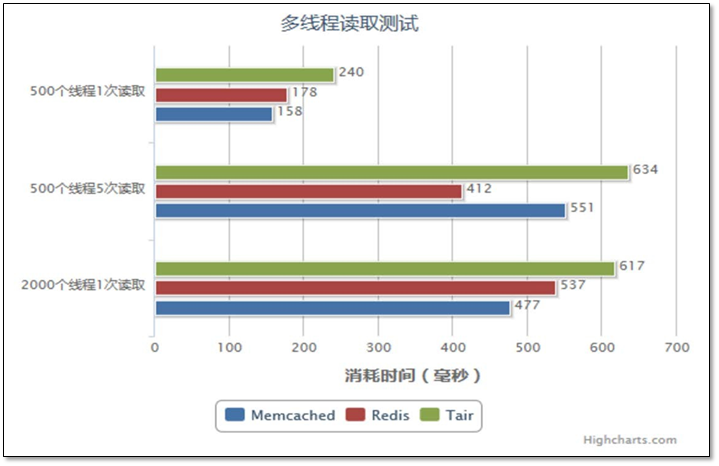 多线程读取测试
500个线程1次读取
240
178
158
500个线程5次读取
634
412
551
2000个线程1次读取
617
537
477
0 100 200 300 400 500 600 700
消耗时间（毫秒）
Memcached Redis Tair
Highcharts.com